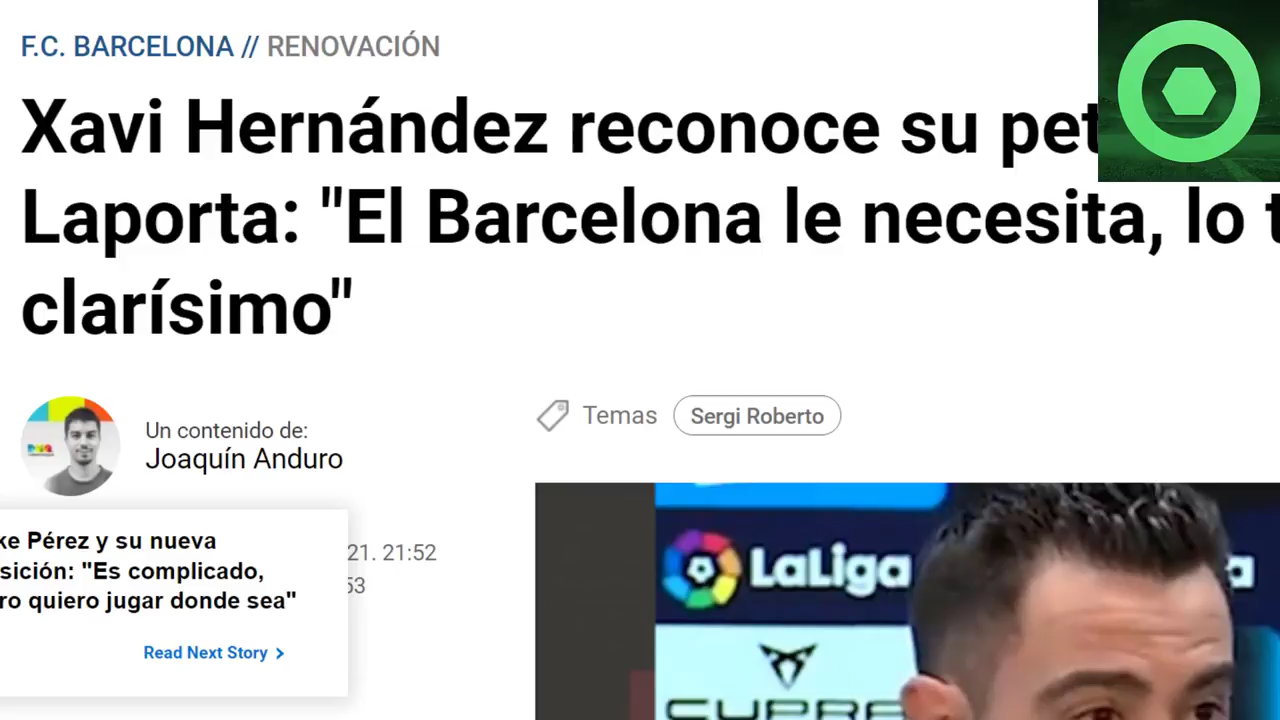 F.C. BARCELONA // RENOVACIÓN
Xavi Hernández reconoce su pet
Laporta: "El Barcelona le necesita, lo t
clarísimo"
Un contenido de:
Joaquín Anduro
Temas
Sergi Roberto
21. 21:52
53
ke Pérez y su nueva
sición: "Es complicado,
ro quiero jugar donde sea"
Read Next Story
LaLiga
a
CUPRA